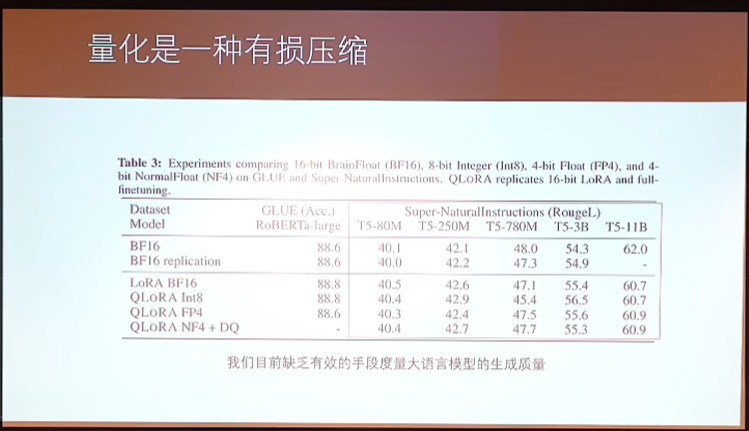 量化是一种有损压缩
Table 3: Experiments comparing 16-bit BrainFloat (BF16), 8-bit Integer (Int8), 4-bit Float (FP4), and 4-
bit NormalFloat (NF4) on GLUE and Super-NaturalInstructions. QLORA replicates 16-bit LoRA and full-
finetuning.
Dataset GLUE (Acc.) Super-NaturalInstructions (RougeL)
Model RoBERTa-large T5-80M T5-250M T5-780M T5-3B T5-11B
BF16 88.6 40.1 42.1 48.0 54.3 62.0
BF16 replication 88.6 40.0 42.2 47.3 54.9 -
LoRA BF16 88.8 40.5 42.6 47.1 55.4 60.7
QLORA Int8 88.8 40.4 42.9 45.4 56.5 60.7
QLORA FP4 88.6 40.3 42.4 47.5 55.6 60.9
QLORA NF4 + DQ - 40.4 42.7 47.7 55.3 60.9
我们目前缺乏有效的手段度量大语言模型的生成质量